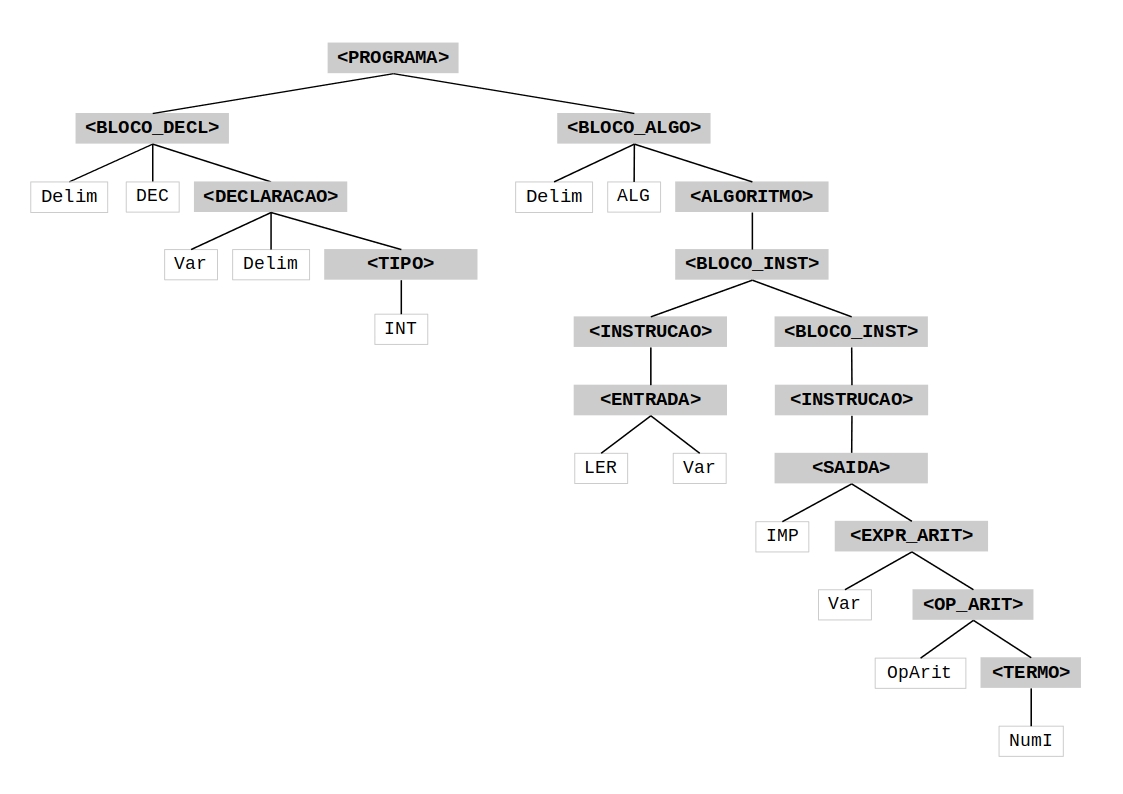 <PROGRAMA>
<BLOCO_DECL> <BLOCO_ALGO>
Delim DEC <DECLARACAO> Delim ALG <ALGORITMO>
Var Delim <TIPO> <BLOCO_INST>
INT <INSTRUCAO> <BLOCO_INST>
<ENTRADA> <INSTRUCAO>
LER Var <SAIDA>
IMP <EXPR_ARIT>
Var <OP_ARIT>
OpArit <TERMO>
NumI